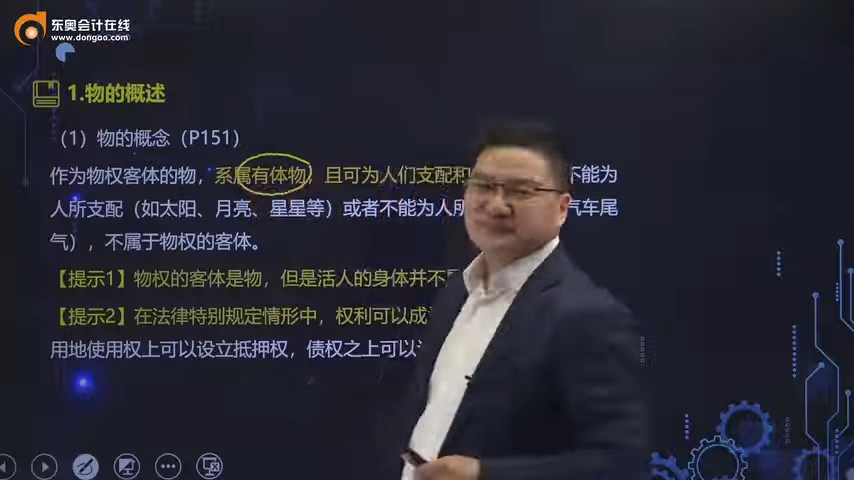 东奥会计在线
www.dongao.com
1.物的概述
（1）物的概念（P151）
作为物权客体的物，系属有体物，且可为人们支配和 不能为
人所支配（如太阳、月亮、星星等）或者不能为人所 汽车尾
气），不属于物权的客体。
【提示1】物权的客体是物，但是活人的身体并不
【提示2】在法律特别规定情形中，权利可以成
用地使用权上可以设立抵押权，债权之上可以